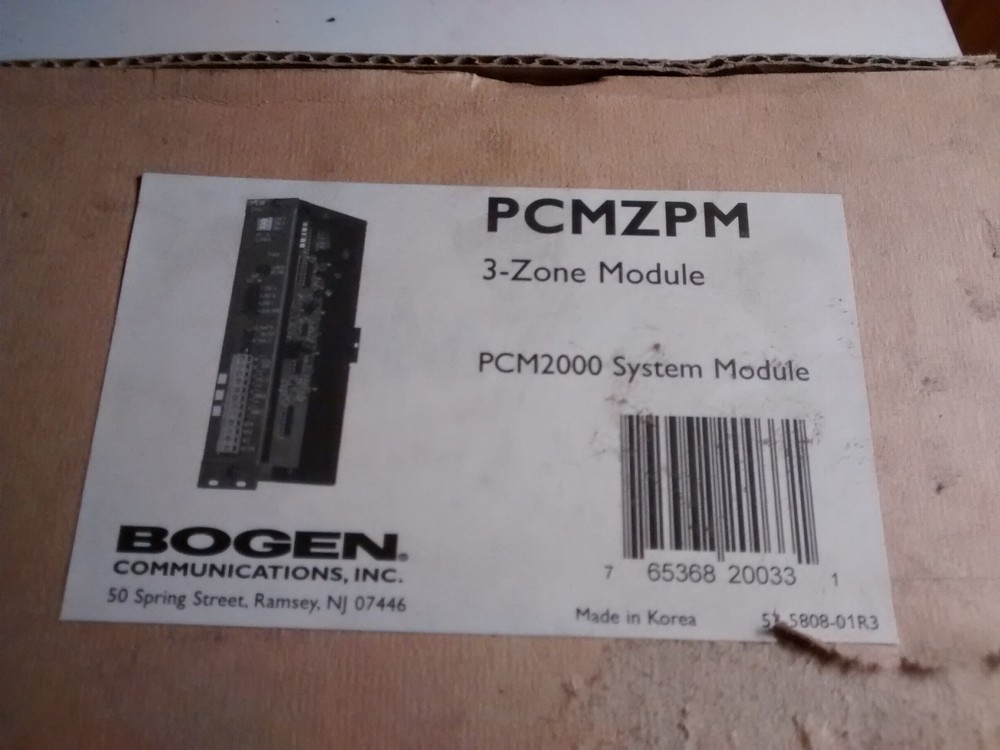 PCMZPM
3-Zone Module
PCM2000 System Module
BOGEN®
COMMUNICATIONS, INC.
50 Spring Street, Ramsey, NJ 07446
7 65368 20033 1
Made in Korea